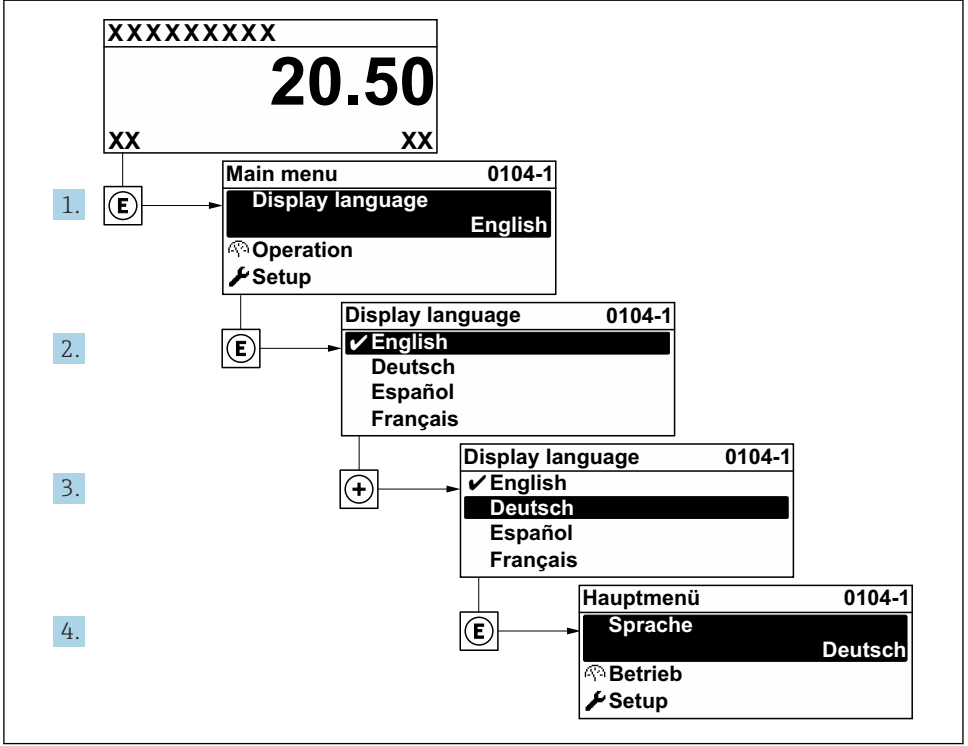 XXXXXXXXX
20.50
XX XX
1. E
Main menu 0104-1
Display language
English
Operation
Setup
2. E
Display language 0104-1
✔English
Deutsch
Español
Français
3. +
Display language 0104-1
✔English
Deutsch
Español
Français
4. E
Hauptmenü 0104-1
Sprache
Deutsch
Betrieb
Setup